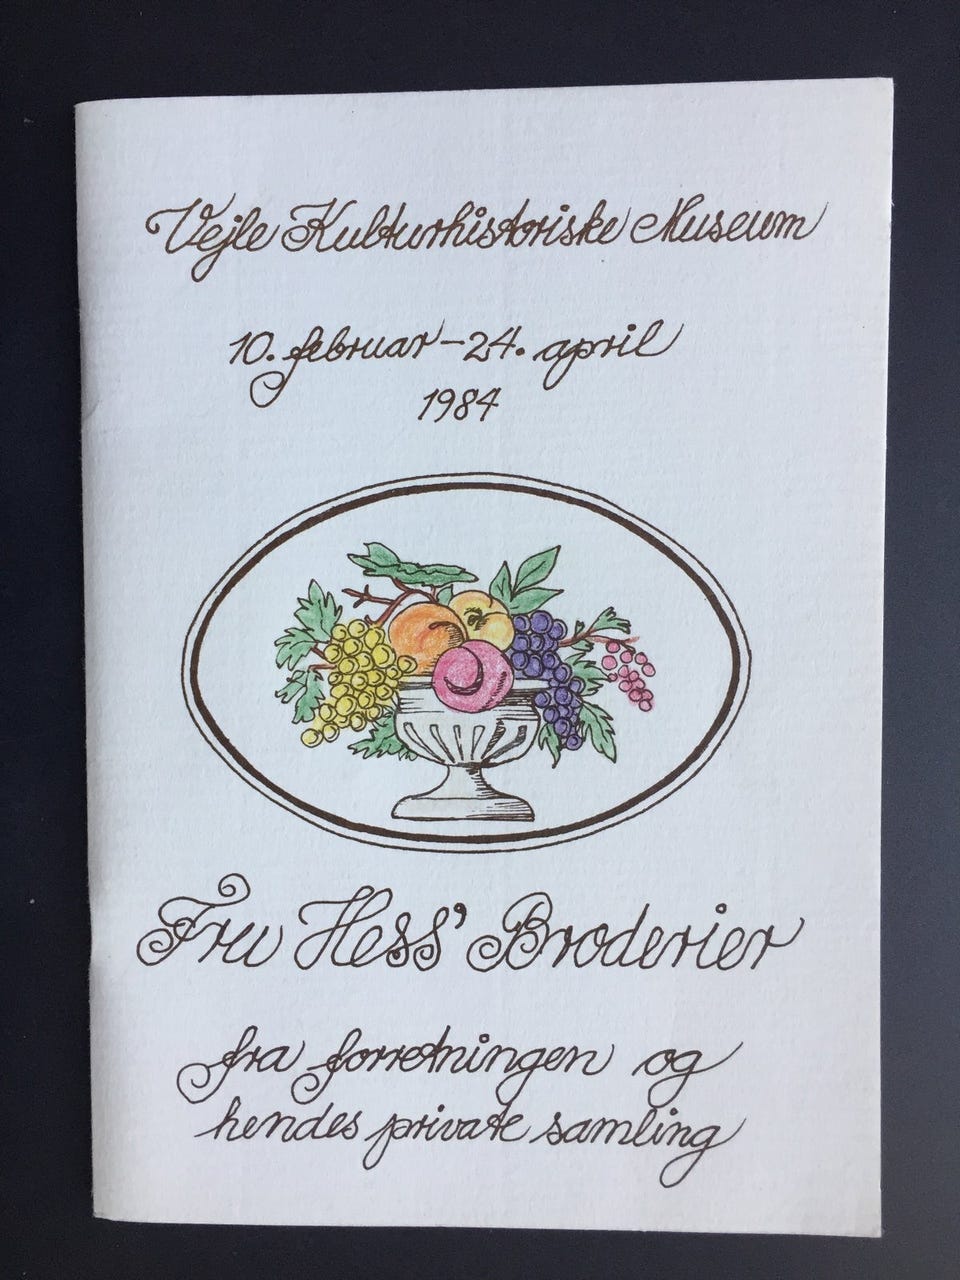 Vejle Kulturhistoriske Museum
10. februar – 24. april
1984
Fru Hess' Broderier
fra forretningen og
hendes private samling